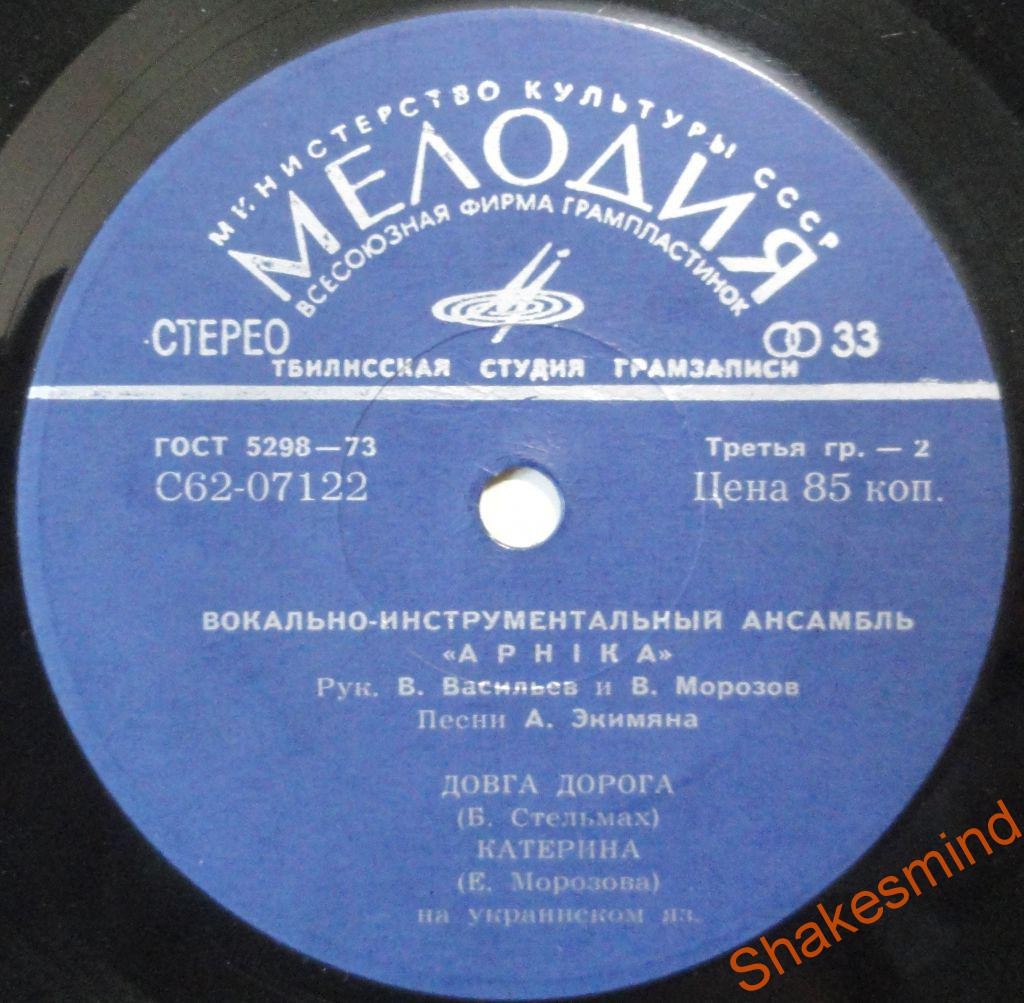 МИНИСТЕРСТВО КУЛЬТУРЫ СССР
МЕЛОДИЯ
ВСЕСОЮЗНАЯ ФИРМА ГРАМПЛАСТИНОК
СТЕРЕО
33
ТБИЛИССКАЯ СТУДИЯ ГРАМЗАПИСИ
ГОСТ 5298—73
Третья гр. — 2
С62-07122
Цена 85 коп.
ВОКАЛЬНО-ИНСТРУМЕНТАЛЬНЫЙ АНСАМБЛЬ
«АРНІКА»
Рук. В. Васильев и В. Морозов
Песни А. Экимяна
ДОВГА ДОРОГА
(Б. Стельмах)
КАТЕРИНА
(Е. Морозова)
на украинском яз.
Shakesmind